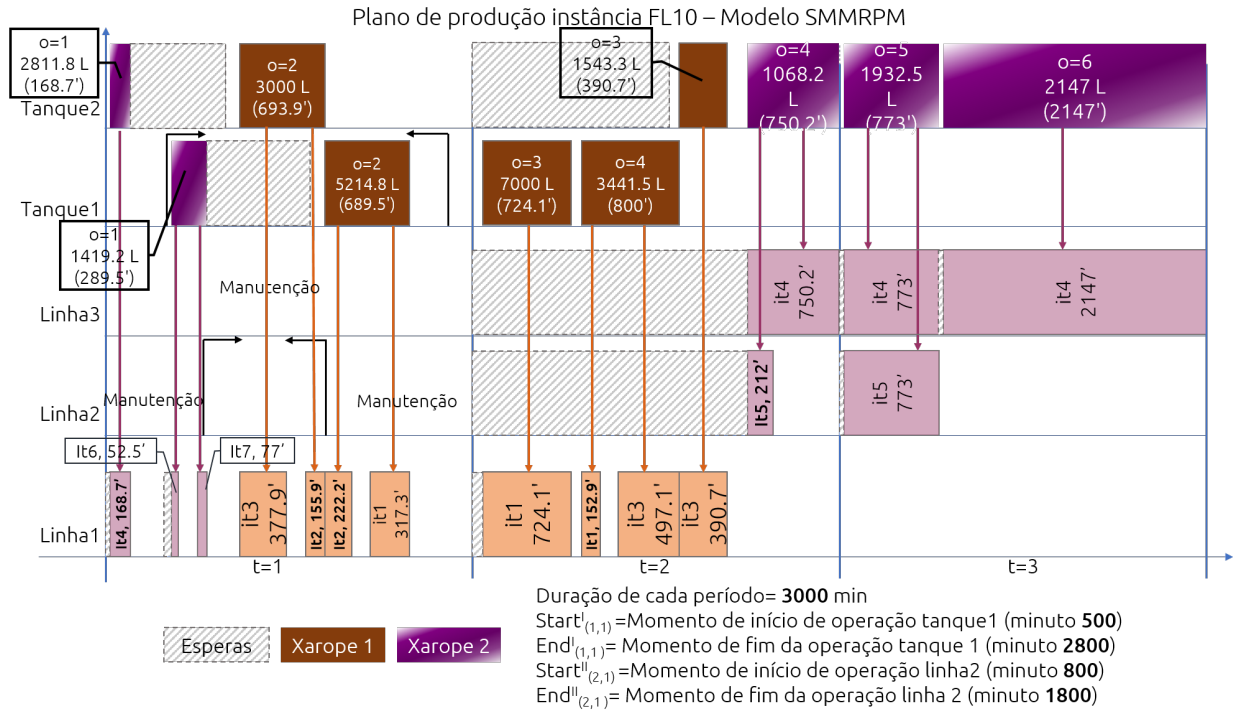 Plano de produção instância FL10 – Modelo SMMRPM
o=1
2811.8 L
(168.7')
o=2
3000 L
(693.9')
o=3
1543.3 L
(390.7')
o=4
1068.2
L
(750.2')
o=5
1932.5
L
(773')
o=6
2147 L
(2147')
Tanque2
o=2
5214.8 L
(689.5')
o=3
7000 L
(724.1')
o=4
3441.5 L
(800')
Tanque1
o=1
1419.2 L
(289.5')
Manutenção
it4
750.2’
it4
773’
it4
2147’
Linha3
Manutenção
Manutenção
It5, 212’
it5
773’
Linha2
It6, 52.5’
It7, 77’
It4, 168.7’
it3
377.9'
It2, 155.9’
It2, 222.2’
it1
317.3’
it1
724.1'
It1, 152.9’
it3
497.1'
it3
390.7'
Linha1
t=1
t=2
t=3
Duração de cada período= 3000 min
Start^I_(1,1) =Momento de início de operação tanque1 (minuto 500)
End^I_(1,1)= Momento de fim da operação tanque 1 (minuto 2800)
Start^II_(2,1) =Momento de início de operação linha2 (minuto 800)
End^II_(2,1)= Momento de fim da operação linha 2 (minuto 1800)
Esperas
Xarope 1
Xarope 2